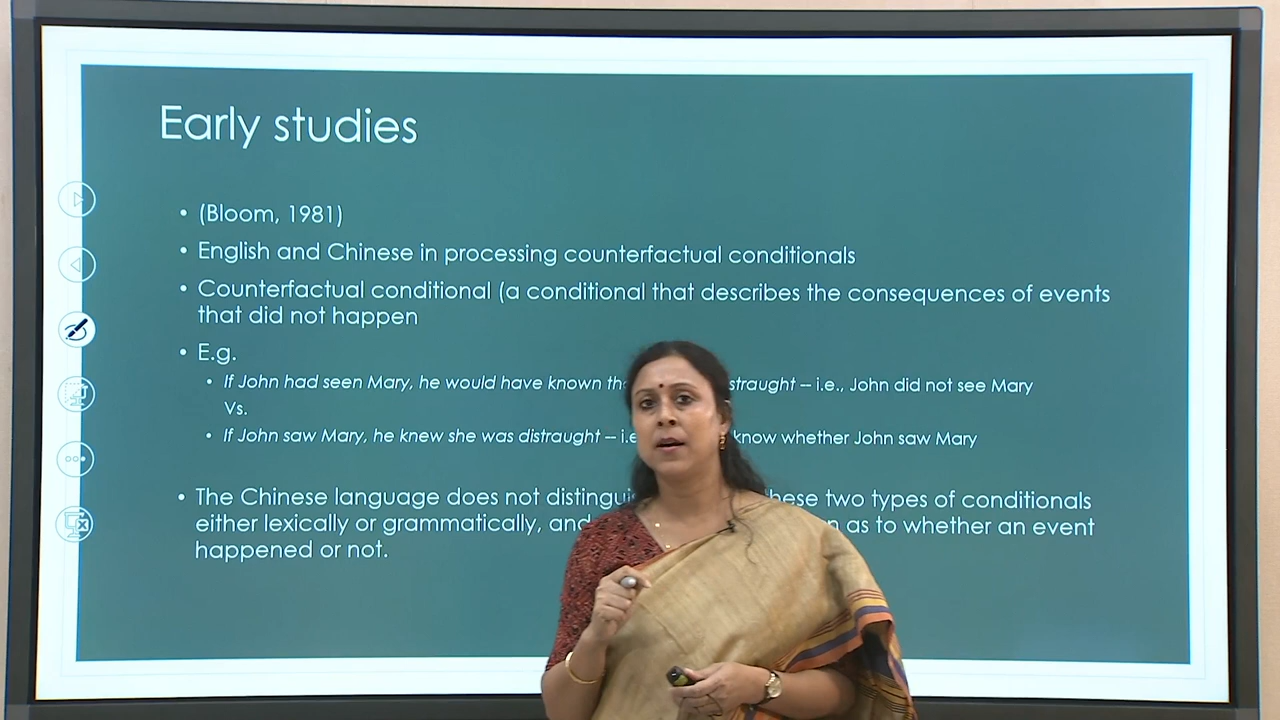 Early studies
• (Bloom, 1981)
• English and Chinese in processing counterfactual conditionals
• Counterfactual conditional (a conditional that describes the consequences of events
that did not happen
• E.g.
• If John had seen Mary, he would have known – i.e., John did not see Mary
Vs.
• If John saw Mary, he knew she was distraught – know whether John saw Mary
• The Chinese language does not these two types of conditionals
either lexically or grammatically, and as to whether an event
happened or not.